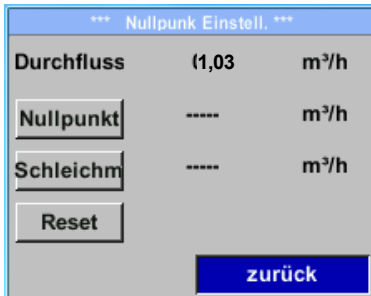 *** Nullpunk Einstell. ***
Durchfluss 1,03 m³/h
Nullpunkt ----- m³/h
Schleichm ----- m³/h
Reset
zurück